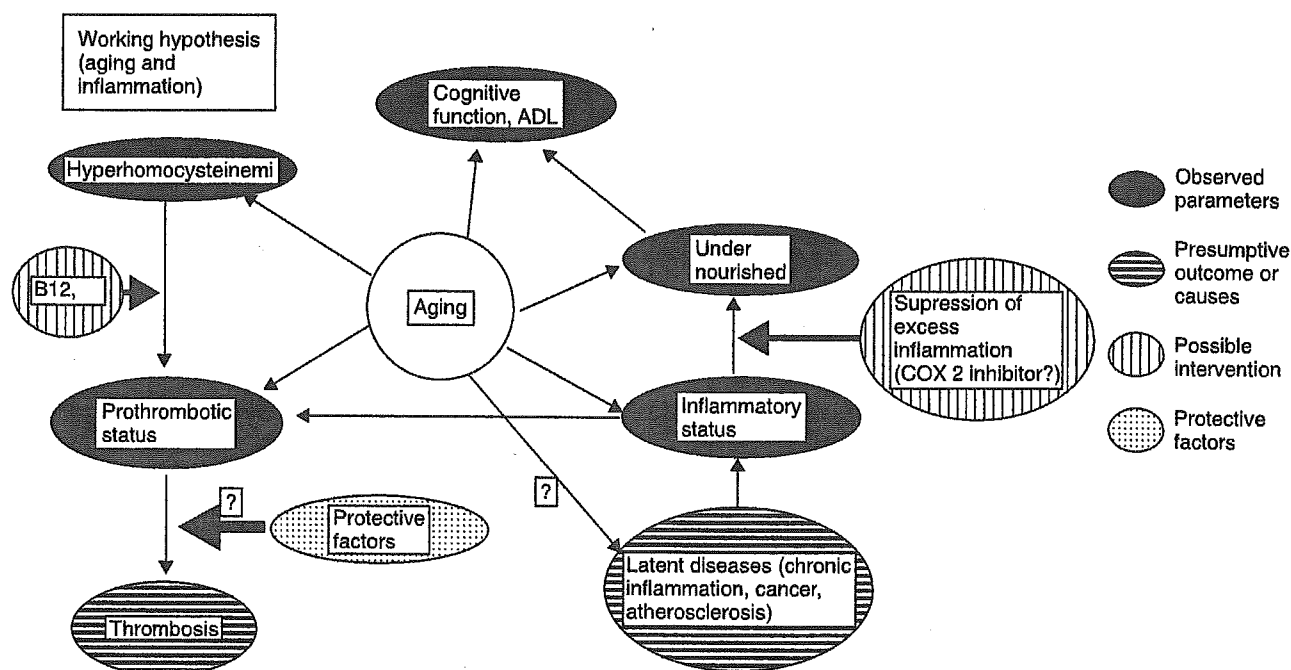 Working hypothesis
(aging and
inflammation)
Cognitive
function, ADL
Hyperhomocysteinemi
Observed
parameters
Under
nourished
Presumptive
outcome or
causes
B12,
Aging
Supression of
excess
inflammation
(COX 2 inhibitor?)
Possible
intervention
Prothrombotic
status
Inflammatory
status
Protective
factors
?
?
Protective
factors
Latent diseases (chronic
inflammation, cancer,
atherosclerosis)
Thrombosis